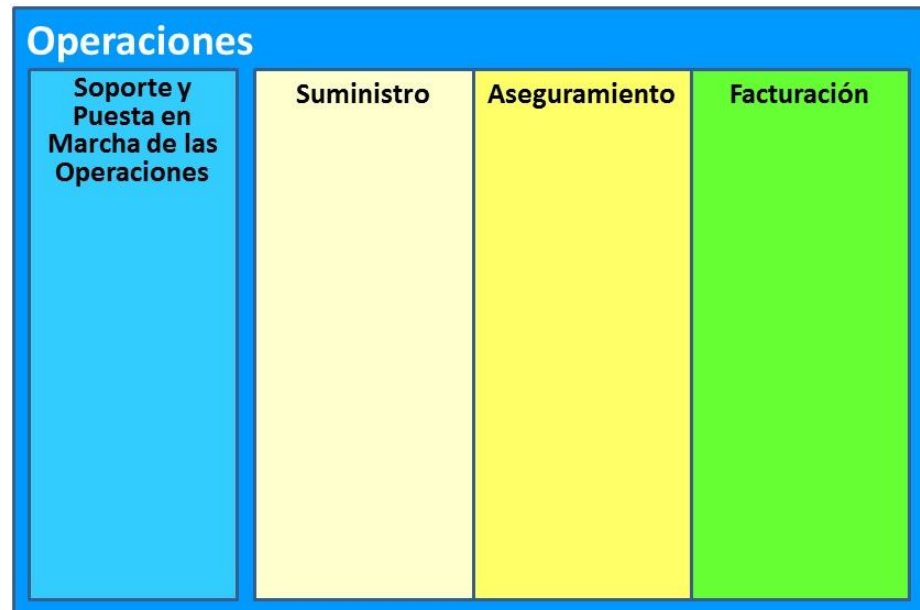 Operaciones
Soporte y
Puesta en
Marcha de las
Operaciones
Suministro
Aseguramiento
Facturación